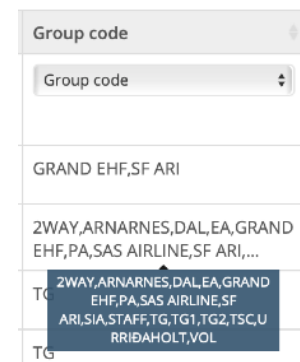 Group code
Group code
GRAND EHF,SF ARI
2WAY,ARNARNES,DAL,EA,GRAND
EHF,PA,SAS AIRLINE,SF ARI,...
2WAY,ARNARNES,DAL,EA,GRAND
EHF,PA,SAS AIRLINE,SF
ARI,SIA,STAFF,TG,TG1,TG2,TSC,U
RRIÐAHOLT,VOL
TG
TG